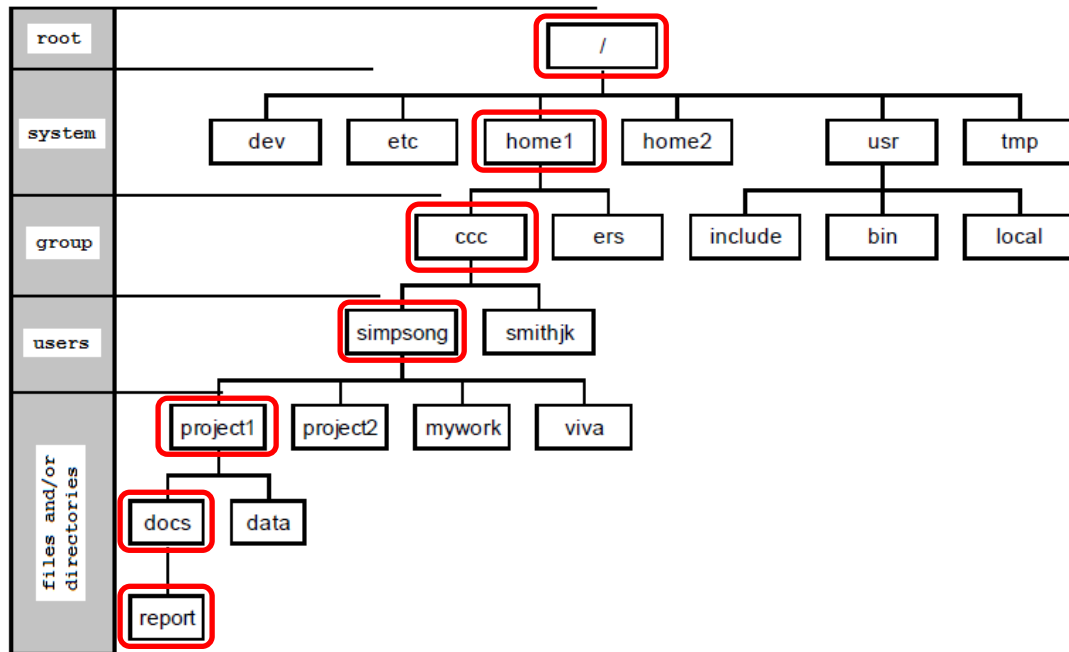 root
/
system
dev
etc
home1
home2
usr
tmp
group
ccc
ers
include
bin
local
users
simpsong
smithjk
files and/or
directories
project1
project2
mywork
viva
docs
data
report